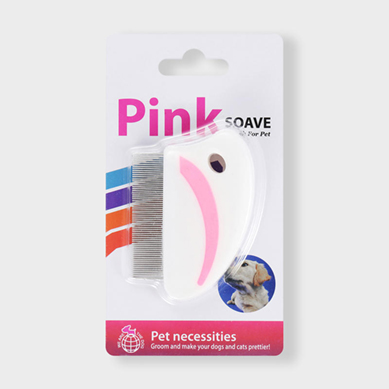 Pink
SOAVE
For Pet
Pet necessities
Groom and make your dogs and cats prettier!